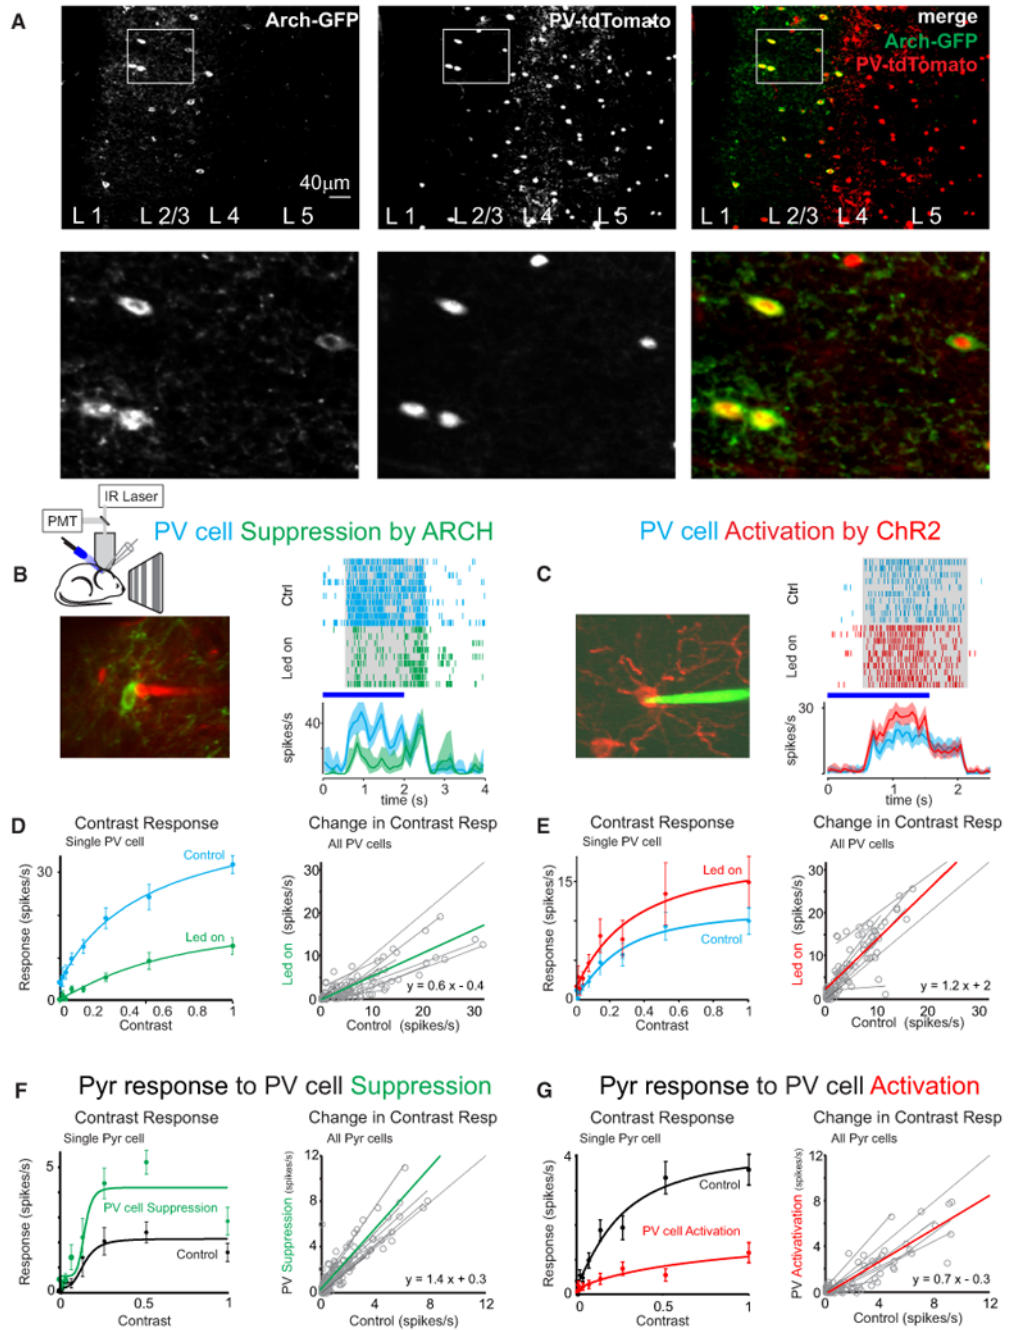 A
Arch-GFP
PV-tdTomato
merge
Arch-GFP
PV-tdTomato
40μm
L 1 L 2/3 L 4 L 5
L 1 L 2/3 L 4 L 5
L 1 L 2/3 L 4 L 5
IR Laser
PMT
PV cell Suppression by ARCH
PV cell Activation by ChR2
B
Ctrl
Led on
spikes/s
40
0 1 2 3 4
time (s)
C
Ctrl
Led on
spikes/s
30
0 1 2
time (s)
D
Contrast Response
Single PV cell
Control
Led on
Response (spikes/s)
30
0
0 0.2 0.4 0.6 0.8 1
Contrast
Change in Contrast Resp
All PV cells
Led on (spikes/s)
30
20
10
0
y = 0.6 x - 0.4
0 10 20 30
Control (spikes/s)
E
Contrast Response
Single PV cell
Led on
Control
Response (spikes/s)
15
0
0 0.2 0.4 0.6 0.8 1
Contrast
Change in Contrast Resp
All PV cells
Led on (spikes/s)
30
20
10
0
y = 1.2 x + 2
0 10 20 30
Control (spikes/s)
F
Pyr response to PV cell Suppression
Contrast Response
Single Pyr cell
PV cell Suppression
Control
Response (spikes/s)
5
0
0 0.5 1
Contrast
Change in Contrast Resp
All Pyr cells
PV Suppression (spikes/s)
12
8
4
0
y = 1.4 x + 0.3
0 4 8 12
Control (spikes/s)
G
Pyr response to PV cell Activation
Contrast Response
Single Pyr cell
Control
PV cell Activation
Response (spikes/s)
4
0
0 0.5 1
Contrast
Change in Contrast Resp
All Pyr cells
PV Activativation (spikes/s)
12
8
4
0
y = 0.7 x - 0.3
0 4 8 12
Control (spikes/s)